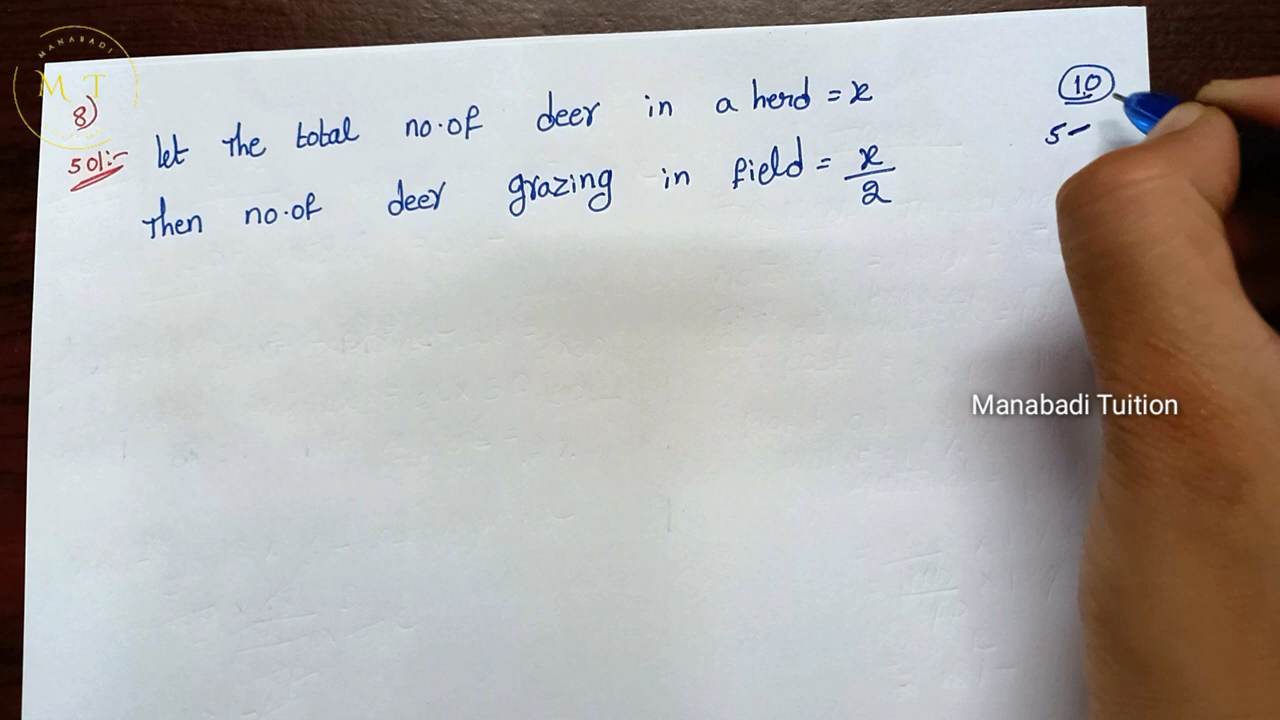 MANABADI
M T
8)
Sol:- let the total no.of deer in a herd = x
Then no.of deer grazing in field = x/2
10
5-
Manabadi Tuition